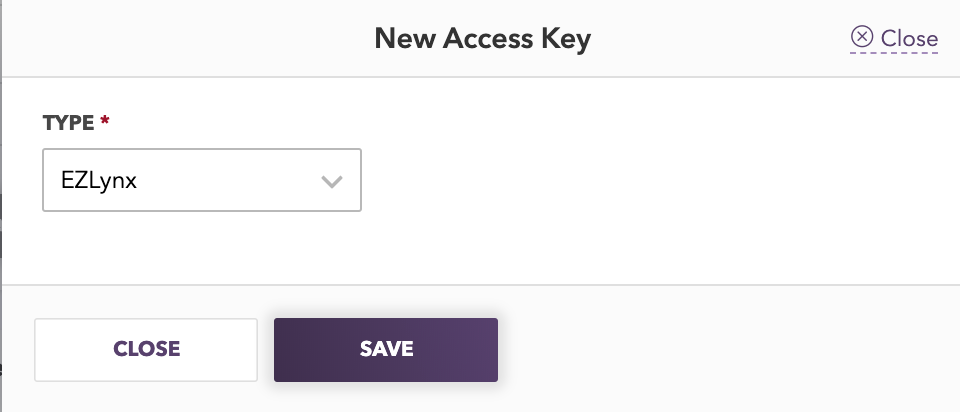 New Access Key
Close
TYPE *
EZLynx
CLOSE
SAVE